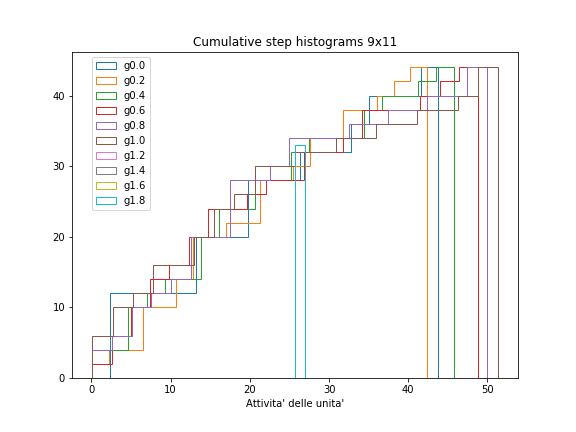 Cumulative step histograms 9x11
g0.0
g0.2
g0.4
g0.6
g0.8
g1.0
g1.2
g1.4
g1.6
g1.8
40
30
20
10
0
0 10 20 30 40 50
Attivita' delle unita'